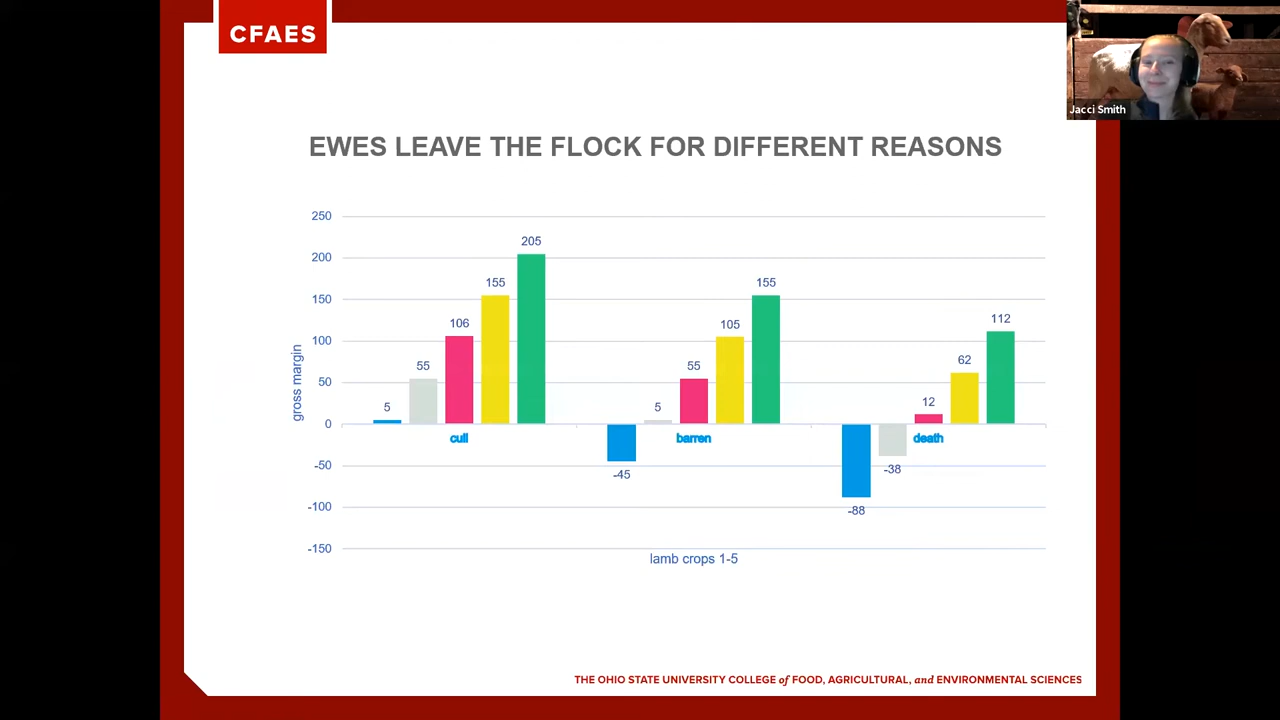 CFAES
Jacci Smith
EWES LEAVE THE FLOCK FOR DIFFERENT REASONS
250
200
150
100
50
0
-50
-100
-150
gross margin
5
55
106
155
205
cull
-45
5
55
105
155
barren
-88
-38
12
62
112
death
lamb crops 1-5
THE OHIO STATE UNIVERSITY COLLEGE of FOOD, AGRICULTURAL, and ENVIRONMENTAL SCIENCES